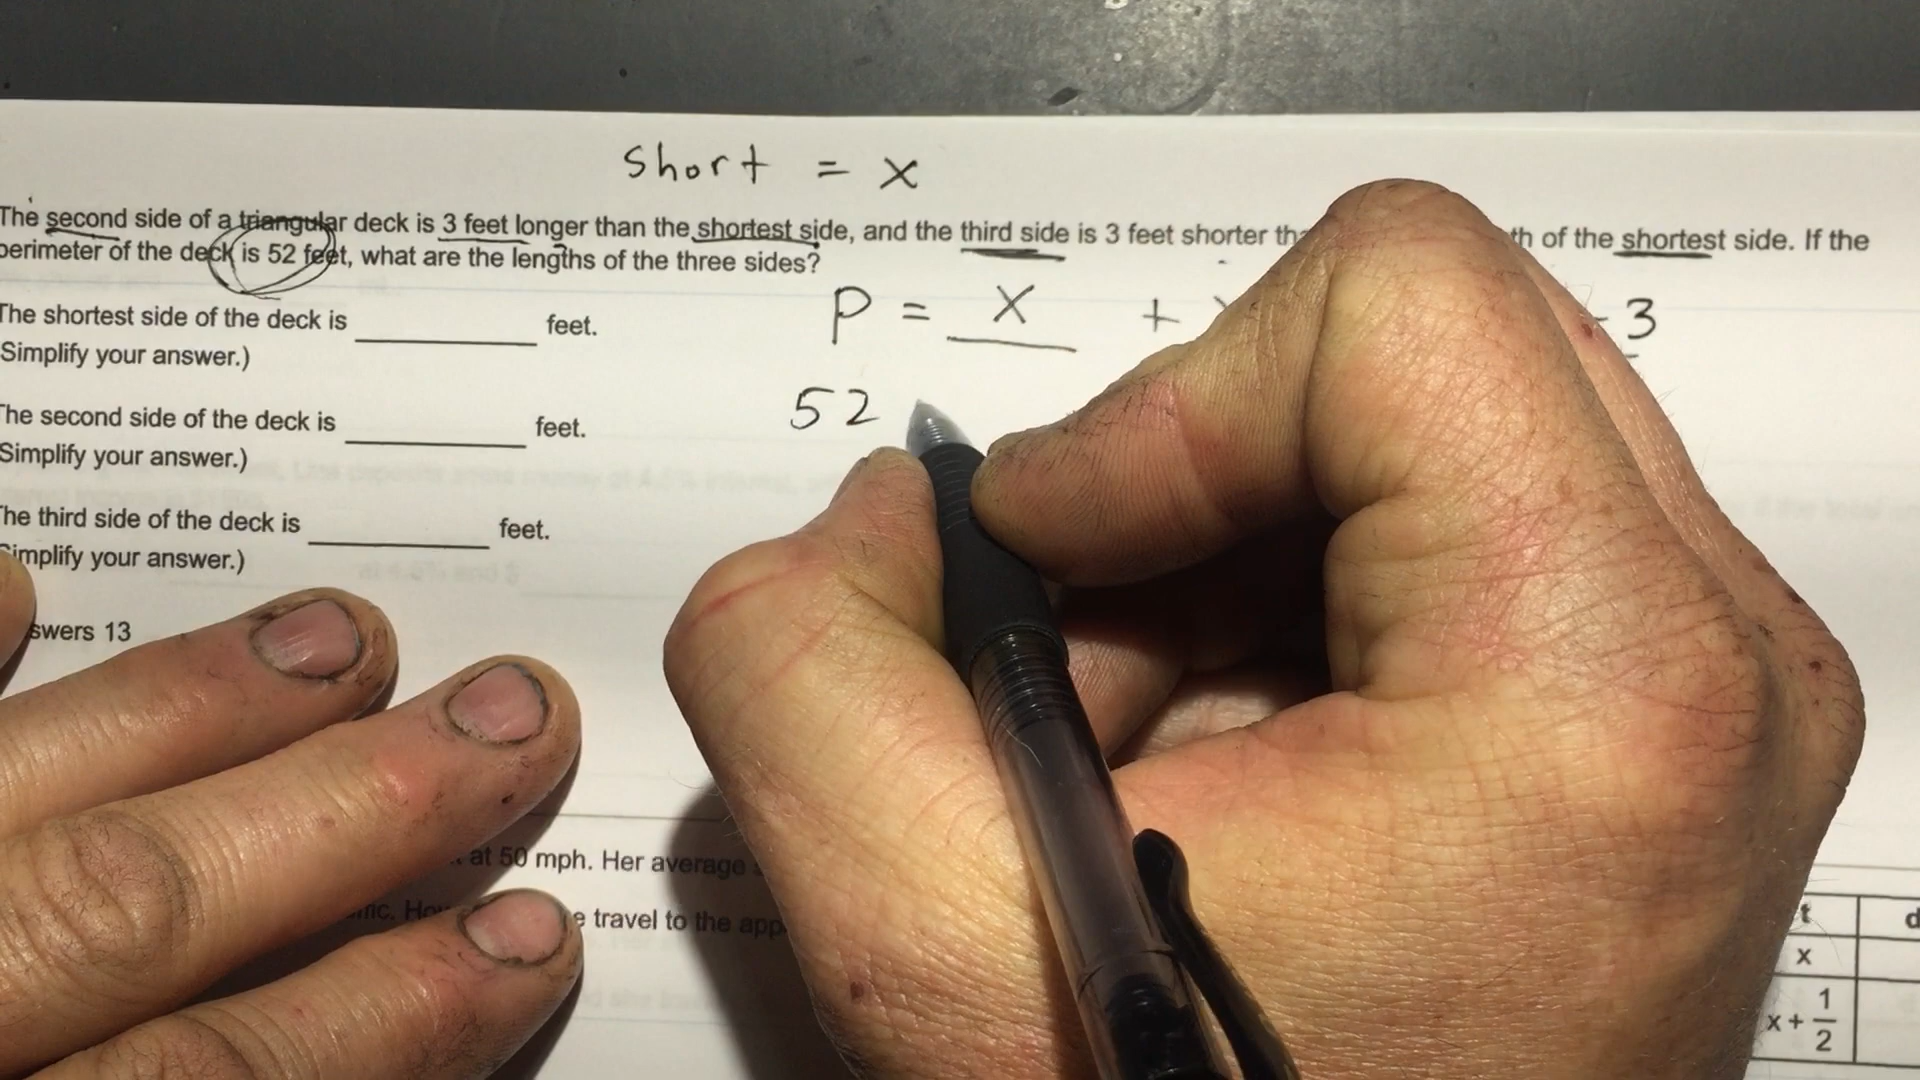 short = x
The second side of a triangular deck is 3 feet longer than the shortest side, and the third side is 3 feet shorter of the shortest side. If the
perimeter of the deck is 52 feet, what are the lengths of the three sides?
P = x + - 3
The shortest side of the deck is ______ feet.
(Simplify your answer.)
52
The second side of the deck is ______ feet.
(Simplify your answer.)
The third side of the deck is ______ feet.
(Simplify your answer.)
swers 13
at 50 mph. Her average
travel to the app
t d
x
x + 1/2